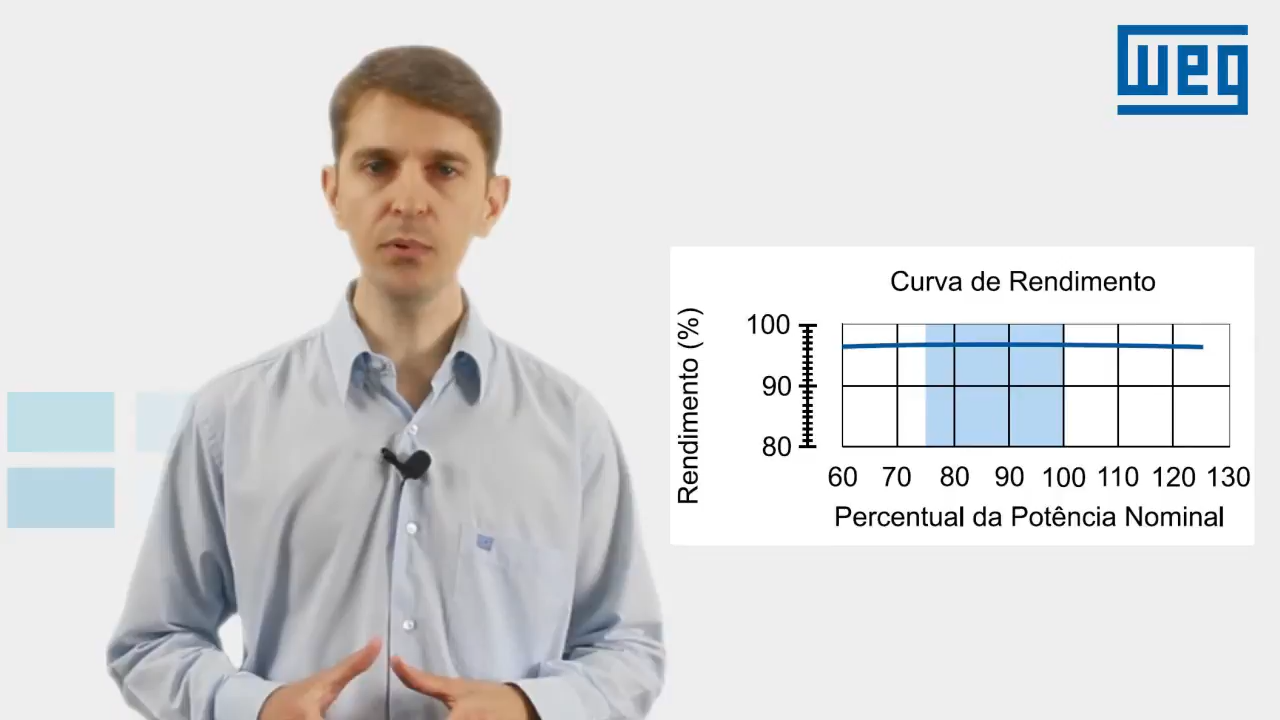 weg
Curva de Rendimento
Rendimento (%)
100
90
80
60 70 80 90 100 110 120 130
Percentual da Potência Nominal